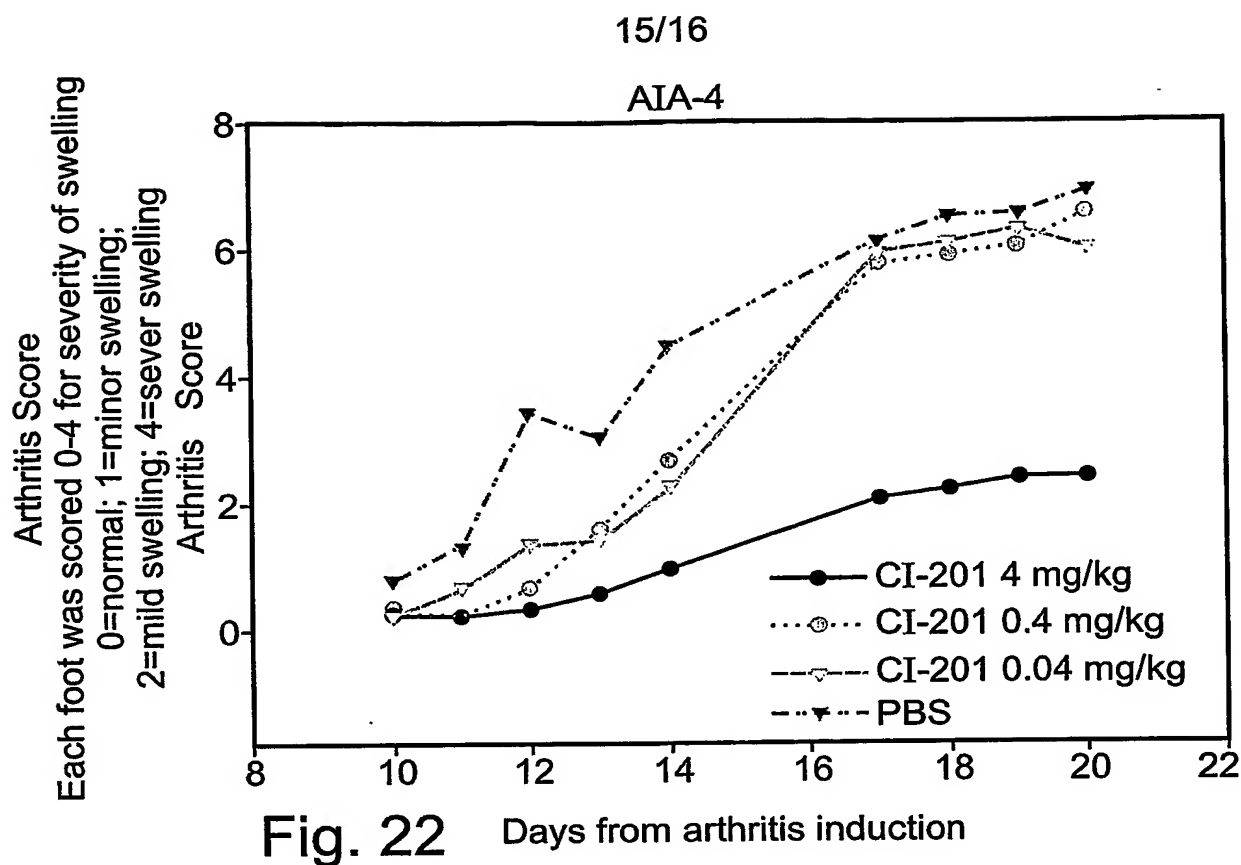 15/16
AIA-4
Arthritis Score
Each foot was scored 0-4 for severity of swelling
0=normal; 1=minor swelling;
2=mild swelling; 4=sever swelling
Arthritis Score
8
6
4
2
0
CI-201 4 mg/kg
CI-201 0.4 mg/kg
CI-201 0.04 mg/kg
PBS
8 10 12 14 16 18 20 22
Fig. 22 Days from arthritis induction